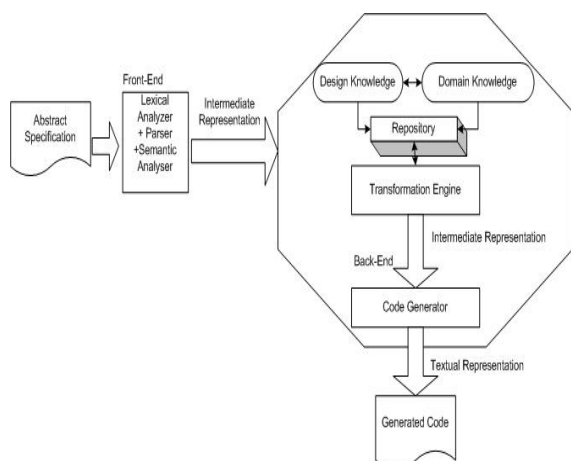 Front-End
Abstract
Specification
Lexical
Analyzer
+ Parser
+Semantic
Analyser
Intermediate
Representation
Design Knowledge
Domain Knowledge
Repository
Transformation Engine
Intermediate Representation
Back-End
Code Generator
Textual Representation
Generated Code